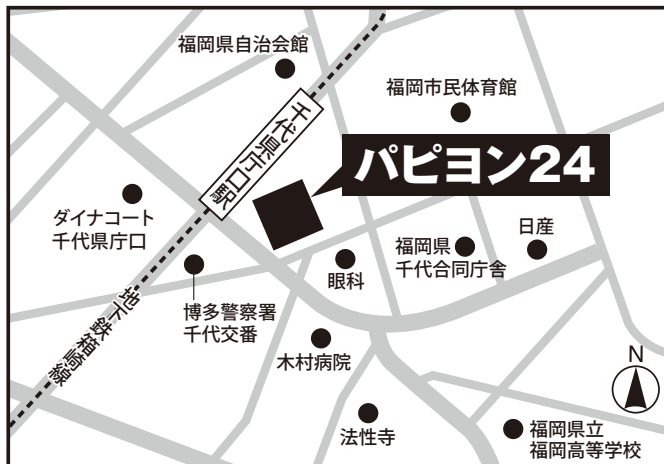 福岡県自治会館
福岡市民体育館
千代県庁口駅
パピヨン24
ダイナコート
千代県庁口
福岡県
千代合同庁舎
日産
眼科
博多警察署
千代交番
地下鉄箱崎線
木村病院
N
法性寺
福岡県立
福岡高等学校